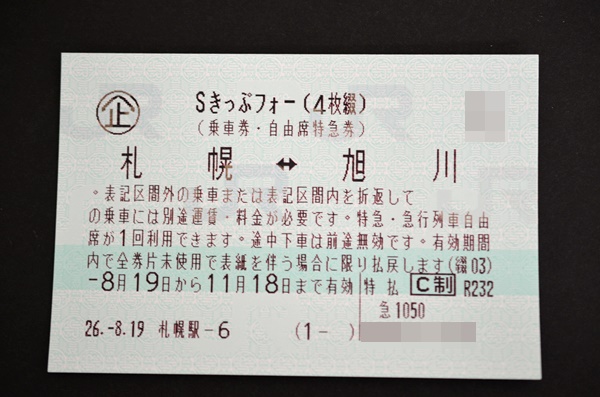 企 Sきっぷフォー(4枚綴)
(乗車券・自由席特急券)
札幌↔旭川
・表記区間外の乗車または表記区間内を折返して
の乗車には別途運賃・料金が必要です。特急・急行列車自由
席が1回利用できます。途中下車は前途無効です。有効期間
内で全券片未使用で表紙を伴う場合に限り払戻します(綴03)
-8月19日から11月18日まで有効 特 払 C制 R232
急1050
26.-8.19 札幌駅-6 (1- )